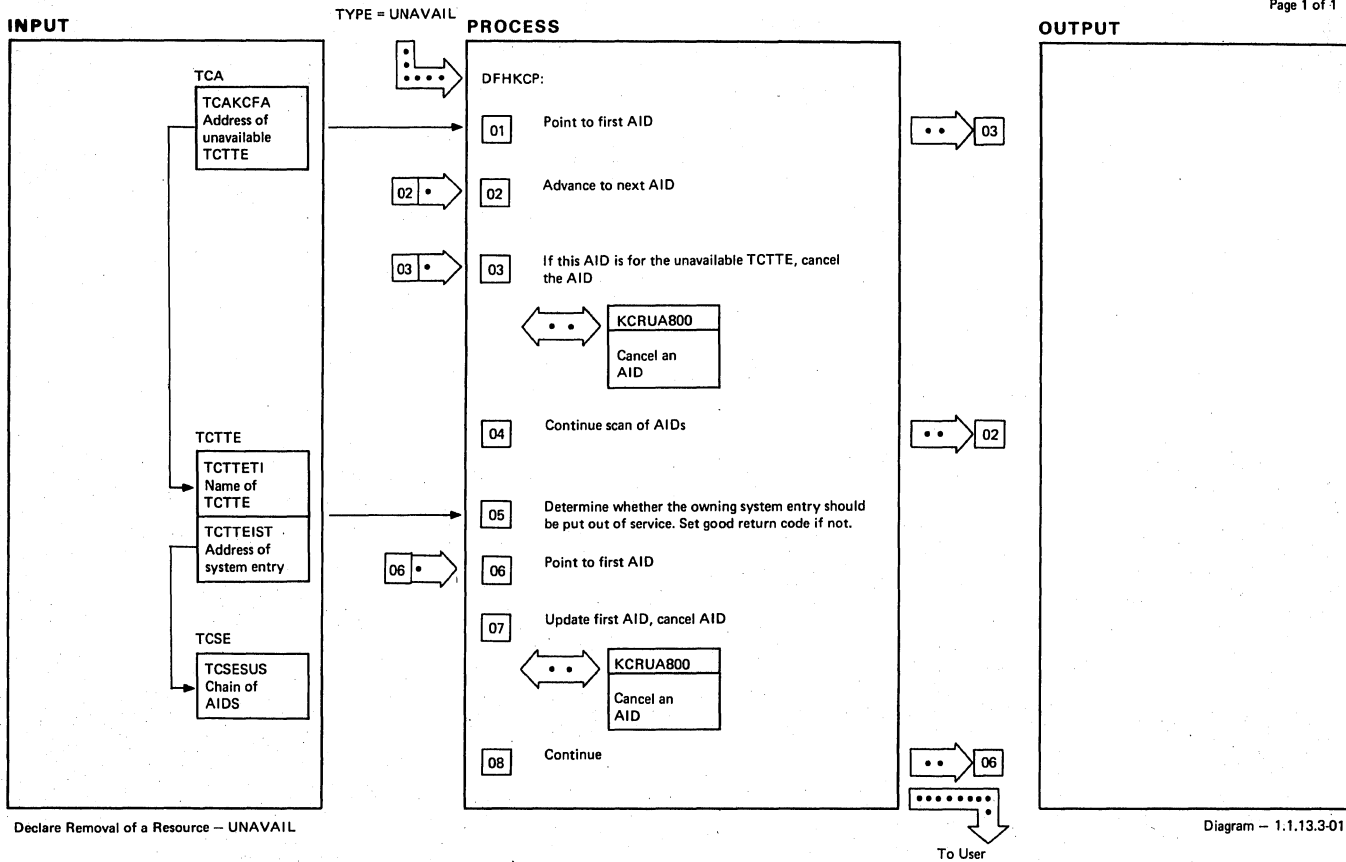 Page 1 of 1
TYPE = UNAVAIL
INPUT
PROCESS
OUTPUT
TCA
TCAKCFA
Address of
unavailable
TCTTE
DFHKCP:
01
Point to first AID
03
02
02
Advance to next AID
03
03
If this AID is for the unavailable TCTTE, cancel
the AID
KCRUA800
Cancel an
AID
04
Continue scan of AIDs
02
TCTTE
TCTTETI
Name of
TCTTE
TCTTEIST
Address of
system entry
05
Determine whether the owning system entry should
be put out of service. Set good return code if not.
06
06
Point to first AID
07
Update first AID, cancel AID
TCSE
TCSESUS
Chain of
AIDS
KCRUA800
Cancel an
AID
08
Continue
06
To User
Declare Removal of a Resource – UNAVAIL
Diagram – 1.1.13.3-01